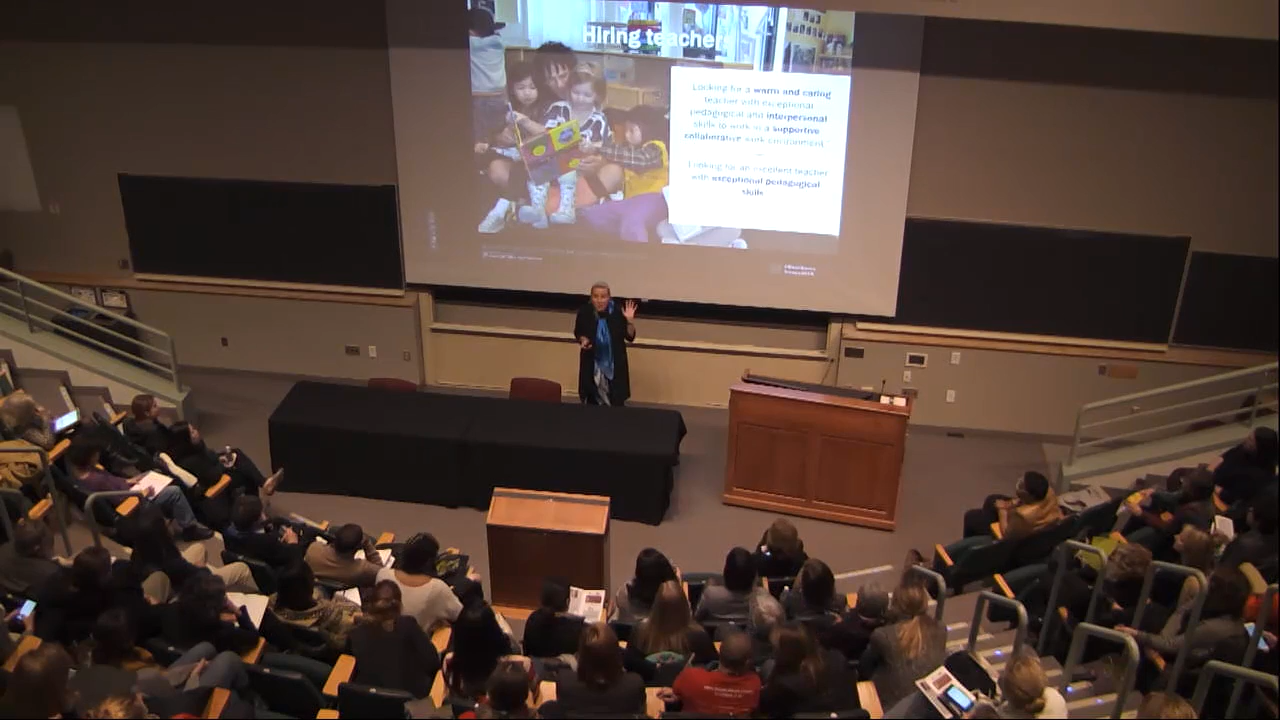 Hiring teachers
Looking for a warm and caring
teacher with exceptional
pedagogical and interpersonal
skills to work in a supportive
collaborative work environment."
Looking for an excellent teacher
with exceptional pedagogical
skills